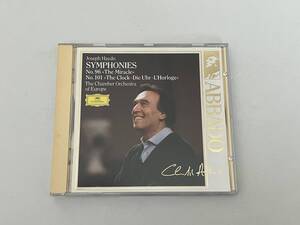 Joseph Haydn
SYMPHONIES
No. 96 «The Miracle»
No. 101 «The Clock · Die Uhr · L'Horloge»
The Chamber Orchestra
of Europe
ABBADO